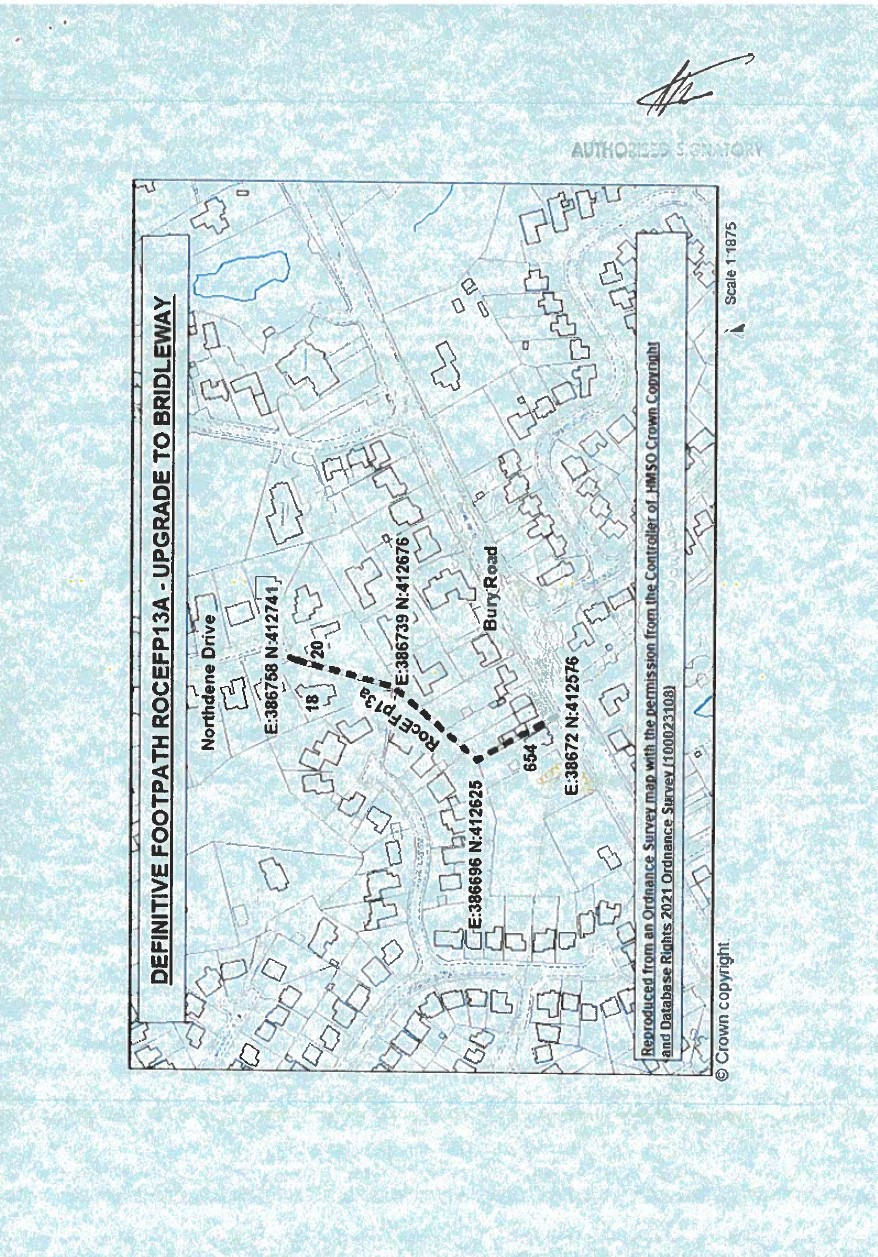 AUTHORISED SIGNATORY
DEFINITIVE FOOTPATH ROCEFP13A - UPGRADE TO BRIDLEWAY
Northdene Drive
E:386758 N:412741
18
20
E:386739 N:412676
RocEFp13a
E:386696 N:412625
Bury Road
654
E:38672 N:412576
Reproduced from an Ordnance Survey map with the permission from the Controller of HMSO Crown Copyright
and Database Rights 2021 Ordnance Survey (100023108)
© Crown copyright.
Scale 1:1875